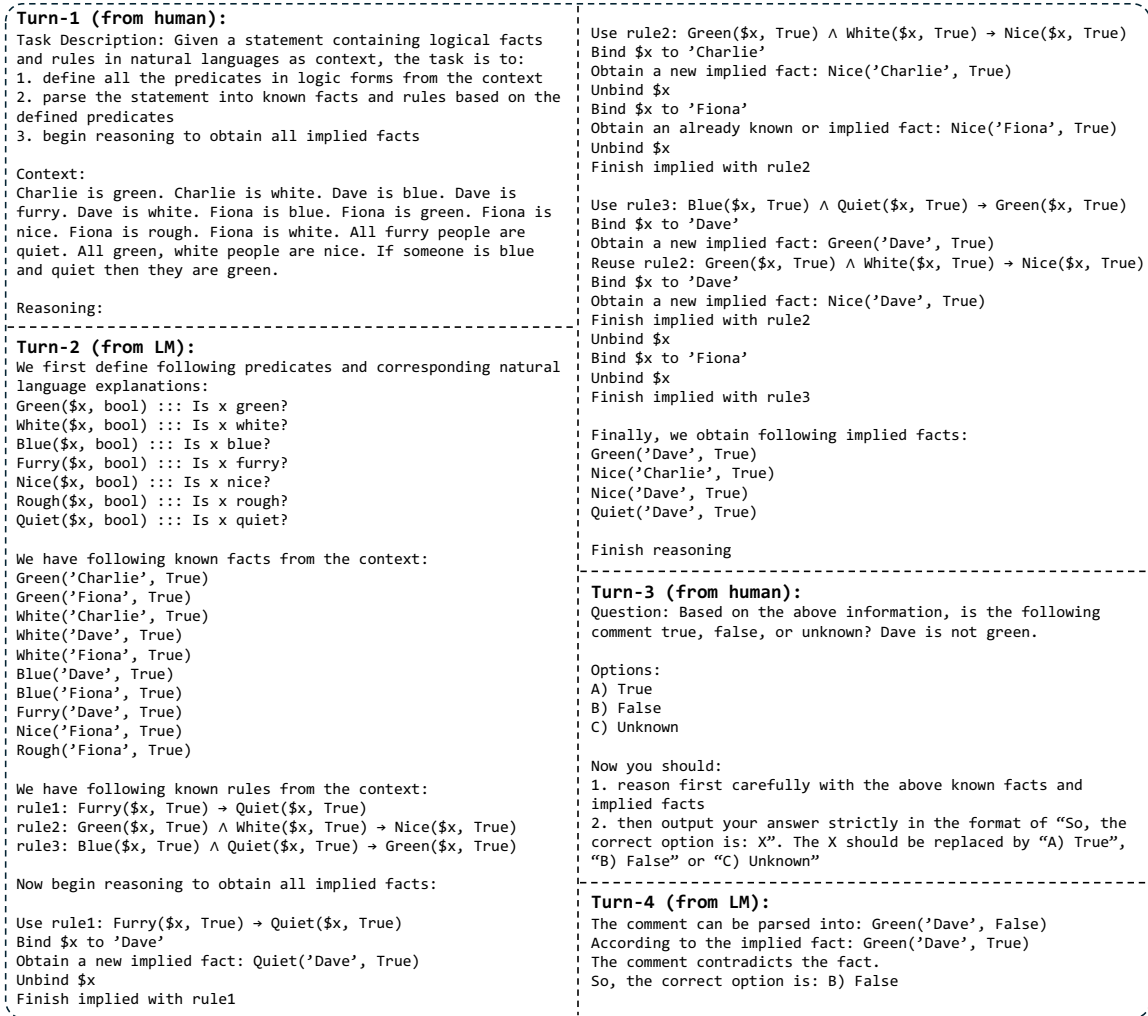 Turn-1 (from human):
Task Description: Given a statement containing logical facts
and rules in natural languages as context, the task is to:
1. define all the predicates in logic forms from the context
2. parse the statement into known facts and rules based on the
defined predicates
3. begin reasoning to obtain all implied facts
Context:
Charlie is green. Charlie is white. Dave is blue. Dave is
furry. Dave is white. Fiona is blue. Fiona is green. Fiona is
nice. Fiona is rough. Fiona is white. All furry people are
quiet. All green, white people are nice. If someone is blue
and quiet then they are green.
Reasoning:
Turn-2 (from LM):
We first define following predicates and corresponding natural
language explanations:
Green($x, bool) ::: Is x green?
White($x, bool) ::: Is x white?
Blue($x, bool) ::: Is x blue?
Furry($x, bool) ::: Is x furry?
Nice($x, bool) ::: Is x nice?
Rough($x, bool) ::: Is x rough?
Quiet($x, bool) ::: Is x quiet?
We have following known facts from the context:
Green(’Charlie’, True)
Green(’Fiona’, True)
White(’Charlie’, True)
White(’Dave’, True)
White(’Fiona’, True)
Blue(’Dave’, True)
Blue(’Fiona’, True)
Furry(’Dave’, True)
Nice(’Fiona’, True)
Rough(’Fiona’, True)
We have following known rules from the context:
rule1: Furry($x, True) → Quiet($x, True)
rule2: Green($x, True) ∧ White($x, True) → Nice($x, True)
rule3: Blue($x, True) ∧ Quiet($x, True) → Green($x, True)
Now begin reasoning to obtain all implied facts:
Use rule1: Furry($x, True) → Quiet($x, True)
Bind $x to ’Dave’
Obtain a new implied fact: Quiet(’Dave’, True)
Unbind $x
Finish implied with rule1
Use rule2: Green($x, True) ∧ White($x, True) → Nice($x, True)
Bind $x to ’Charlie’
Obtain a new implied fact: Nice(’Charlie’, True)
Unbind $x
Bind $x to ’Fiona’
Obtain an already known or implied fact: Nice(’Fiona’, True)
Unbind $x
Finish implied with rule2
Use rule3: Blue($x, True) ∧ Quiet($x, True) → Green($x, True)
Bind $x to ’Dave’
Obtain a new implied fact: Green(’Dave’, True)
Reuse rule2: Green($x, True) ∧ White($x, True) → Nice($x, True)
Bind $x to ’Dave’
Obtain a new implied fact: Nice(’Dave’, True)
Finish implied with rule2
Unbind $x
Bind $x to ’Fiona’
Unbind $x
Finish implied with rule3
Finally, we obtain following implied facts:
Green(’Dave’, True)
Nice(’Charlie’, True)
Nice(’Dave’, True)
Quiet(’Dave’, True)
Finish reasoning
Turn-3 (from human):
Question: Based on the above information, is the following
comment true, false, or unknown? Dave is not green.
Options:
A) True
B) False
C) Unknown
Now you should:
1. reason first carefully with the above known facts and
implied facts
2. then output your answer strictly in the format of “So, the
correct option is: X”. The X should be replaced by “A) True”,
“B) False” or “C) Unknown”
Turn-4 (from LM):
The comment can be parsed into: Green(’Dave’, False)
According to the implied fact: Green(’Dave’, True)
The comment contradicts the fact.
So, the correct option is: B) False